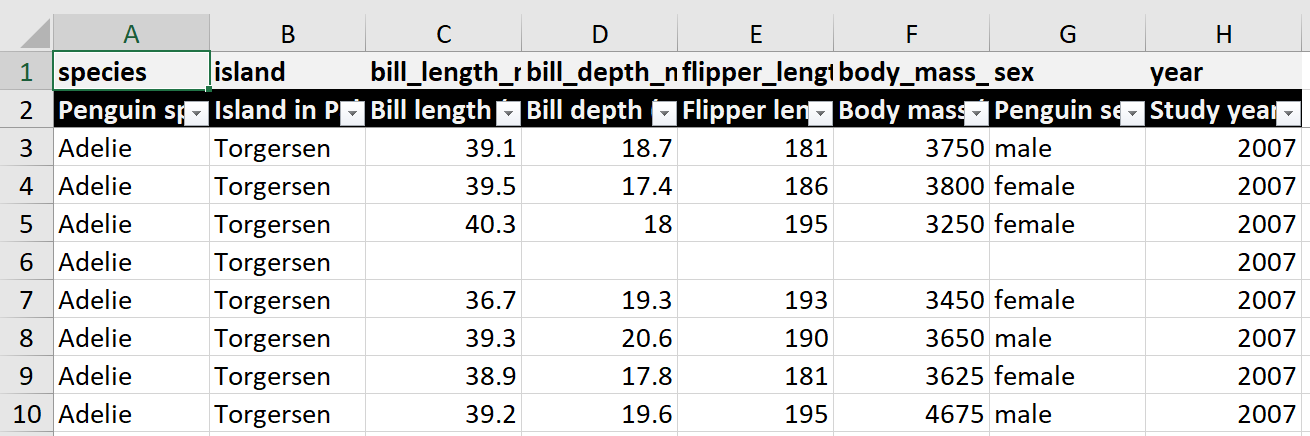 A B C D E F G H
1 species island bill_length_ bill_depth_ flipper_lengt body_mass_ sex year
2 Penguin sp Island in P Bill length Bill depth Flipper len Body mass Penguin se Study year
3 Adelie Torgersen 39.1 18.7 181 3750 male 2007
4 Adelie Torgersen 39.5 17.4 186 3800 female 2007
5 Adelie Torgersen 40.3 18 195 3250 female 2007
6 Adelie Torgersen 2007
7 Adelie Torgersen 36.7 19.3 193 3450 female 2007
8 Adelie Torgersen 39.3 20.6 190 3650 male 2007
9 Adelie Torgersen 38.9 17.8 181 3625 female 2007
10 Adelie Torgersen 39.2 19.6 195 4675 male 2007